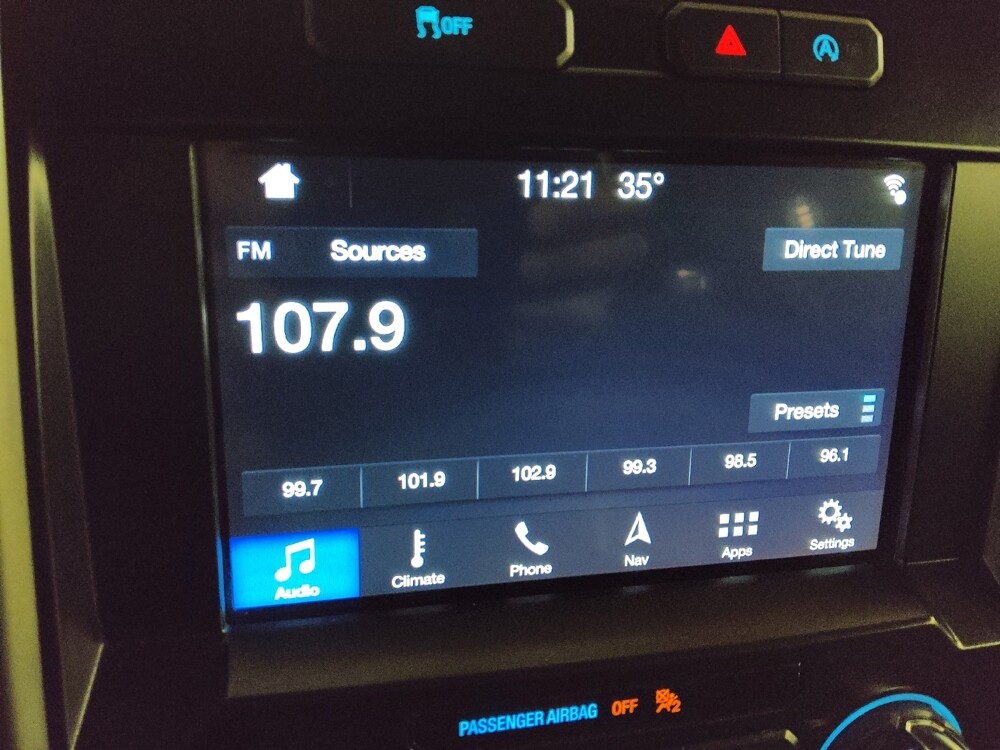 OFF
11:21 35°
FM Sources
Direct Tune
107.9
Presets
99.7 101.9 102.9 99.3 98.5 96.1
Audio Climate Phone Nav Apps Settings
PASSENGER AIRBAG OFF 2